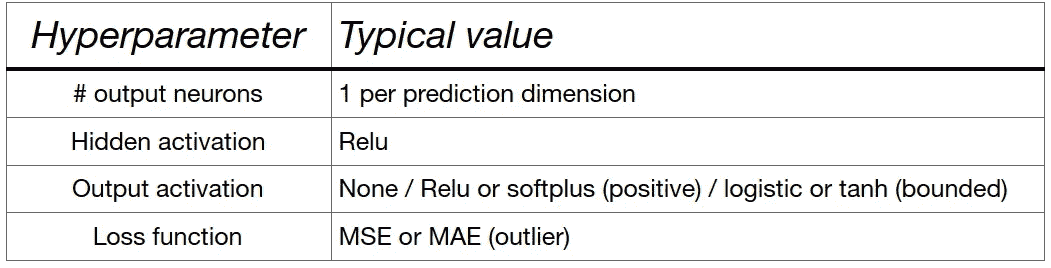 Hyperparameter Typical value
# output neurons 1 per prediction dimension
Hidden activation Relu
Output activation None / Relu or softplus (positive) / logistic or tanh (bounded)
Loss function MSE or MAE (outlier)